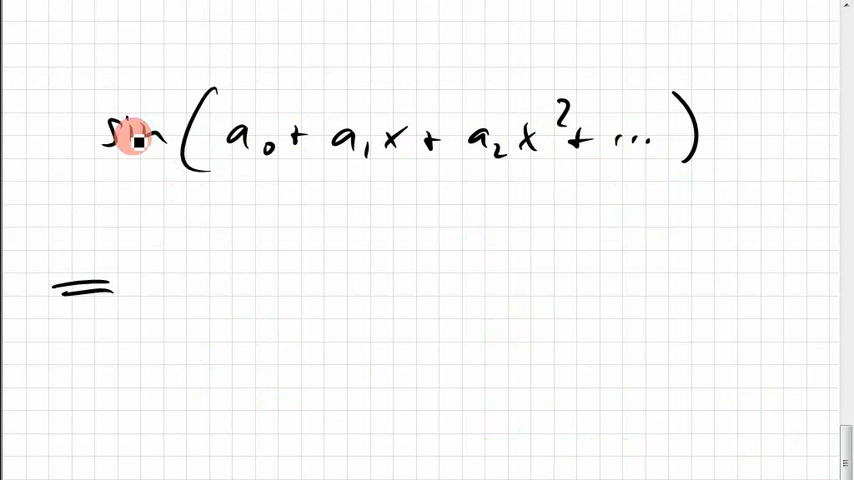 sin ( a₀ + a₁x + a₂x² + ... )
=